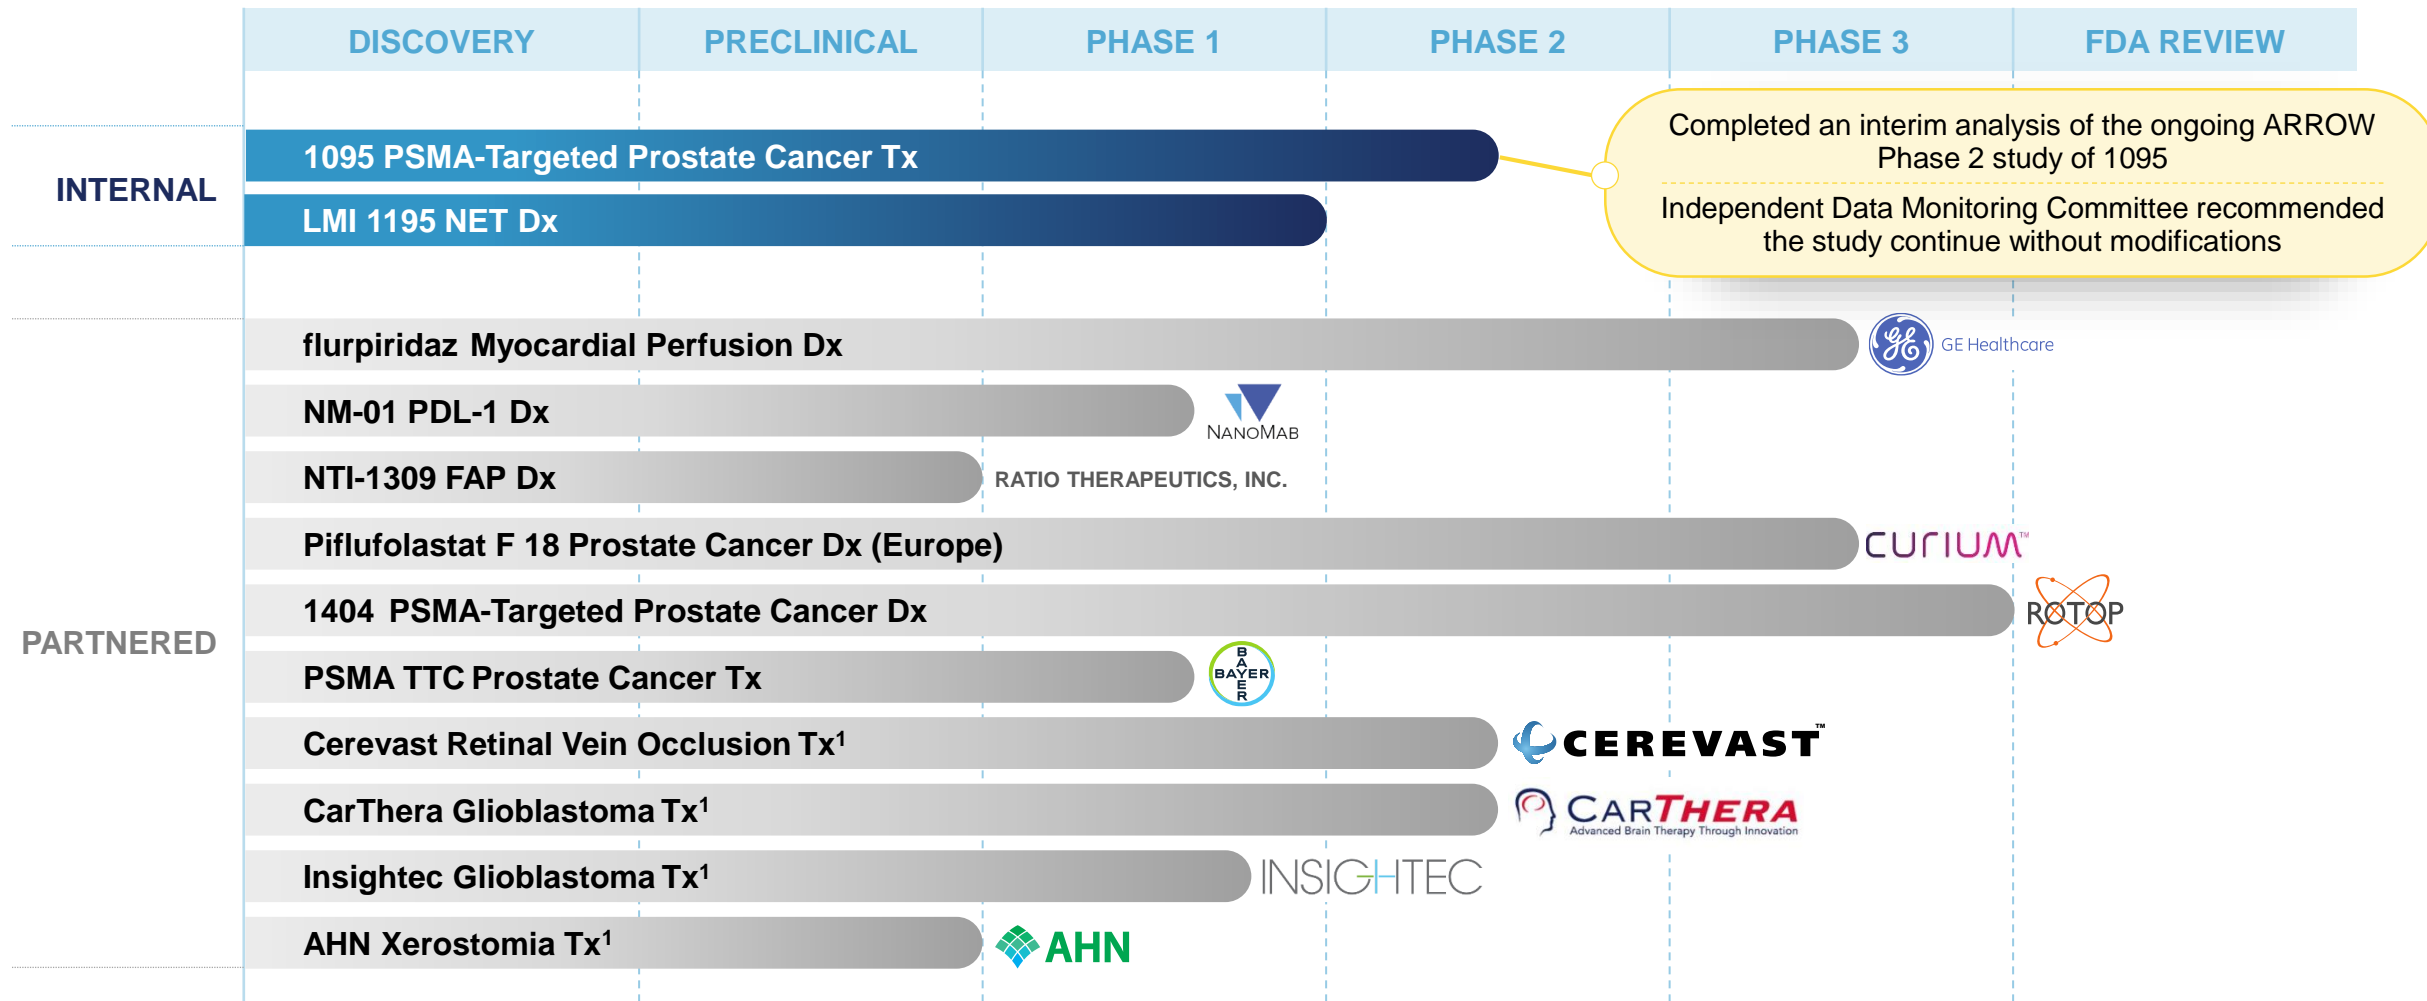 DISCOVERY PRECLINICAL PHASE 1 PHASE 2 PHASE 3 FDA REVIEW
INTERNAL
1095 PSMA-Targeted Prostate Cancer Tx
LMI 1195 NET Dx
Completed an interim analysis of the ongoing ARROW
Phase 2 study of 1095
Independent Data Monitoring Committee recommended
the study continue without modifications
PARTNERED
flurpiridaz Myocardial Perfusion Dx
GE GE Healthcare
NM-01 PDL-1 Dx
NANOMAB
NTI-1309 FAP Dx
RATIO THERAPEUTICS, INC.
Piflufolastat F 18 Prostate Cancer Dx (Europe)
CURIUM™
1404 PSMA-Targeted Prostate Cancer Dx
ROTOP
PSMA TTC Prostate Cancer Tx
BAYER
BAYER
Cerevast Retinal Vein Occlusion Tx¹
CEREVAST™
CarThera Glioblastoma Tx¹
CARTHERA
Advanced Brain Therapy Through Innovation
Insightec Glioblastoma Tx¹
INSIGHTEC
AHN Xerostomia Tx¹
AHN